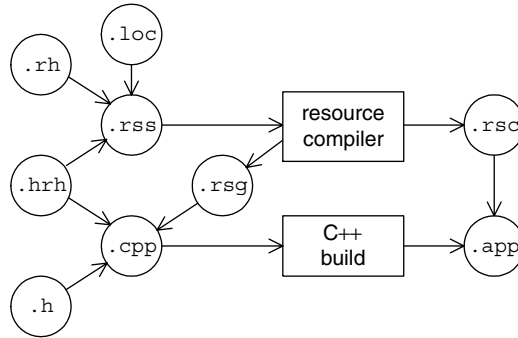 .loc
.rh
.rss
resource
compiler
.rsc
.hrh
.rsg
.cpp
C++
build
.app
.h